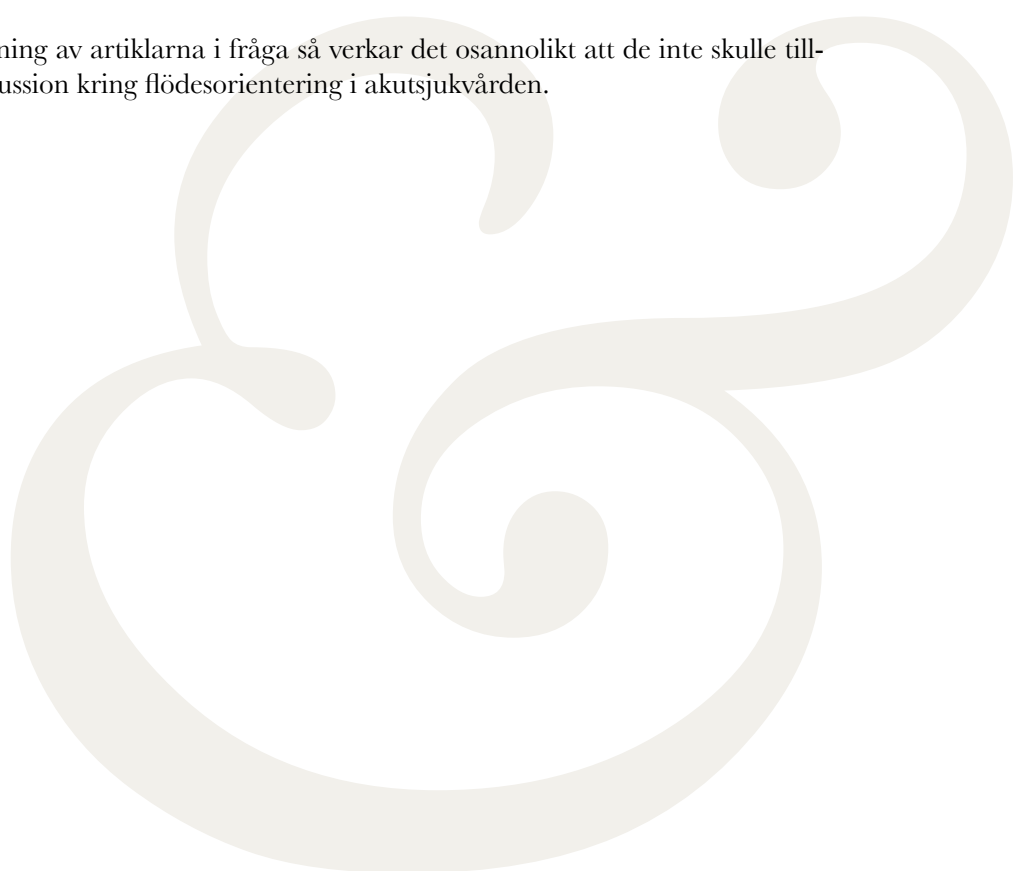 ning av artiklarna i fråga så verkar det osannolikt att de inte skulle till-
ussion kring flödesorientering i akutsjukvården.
&